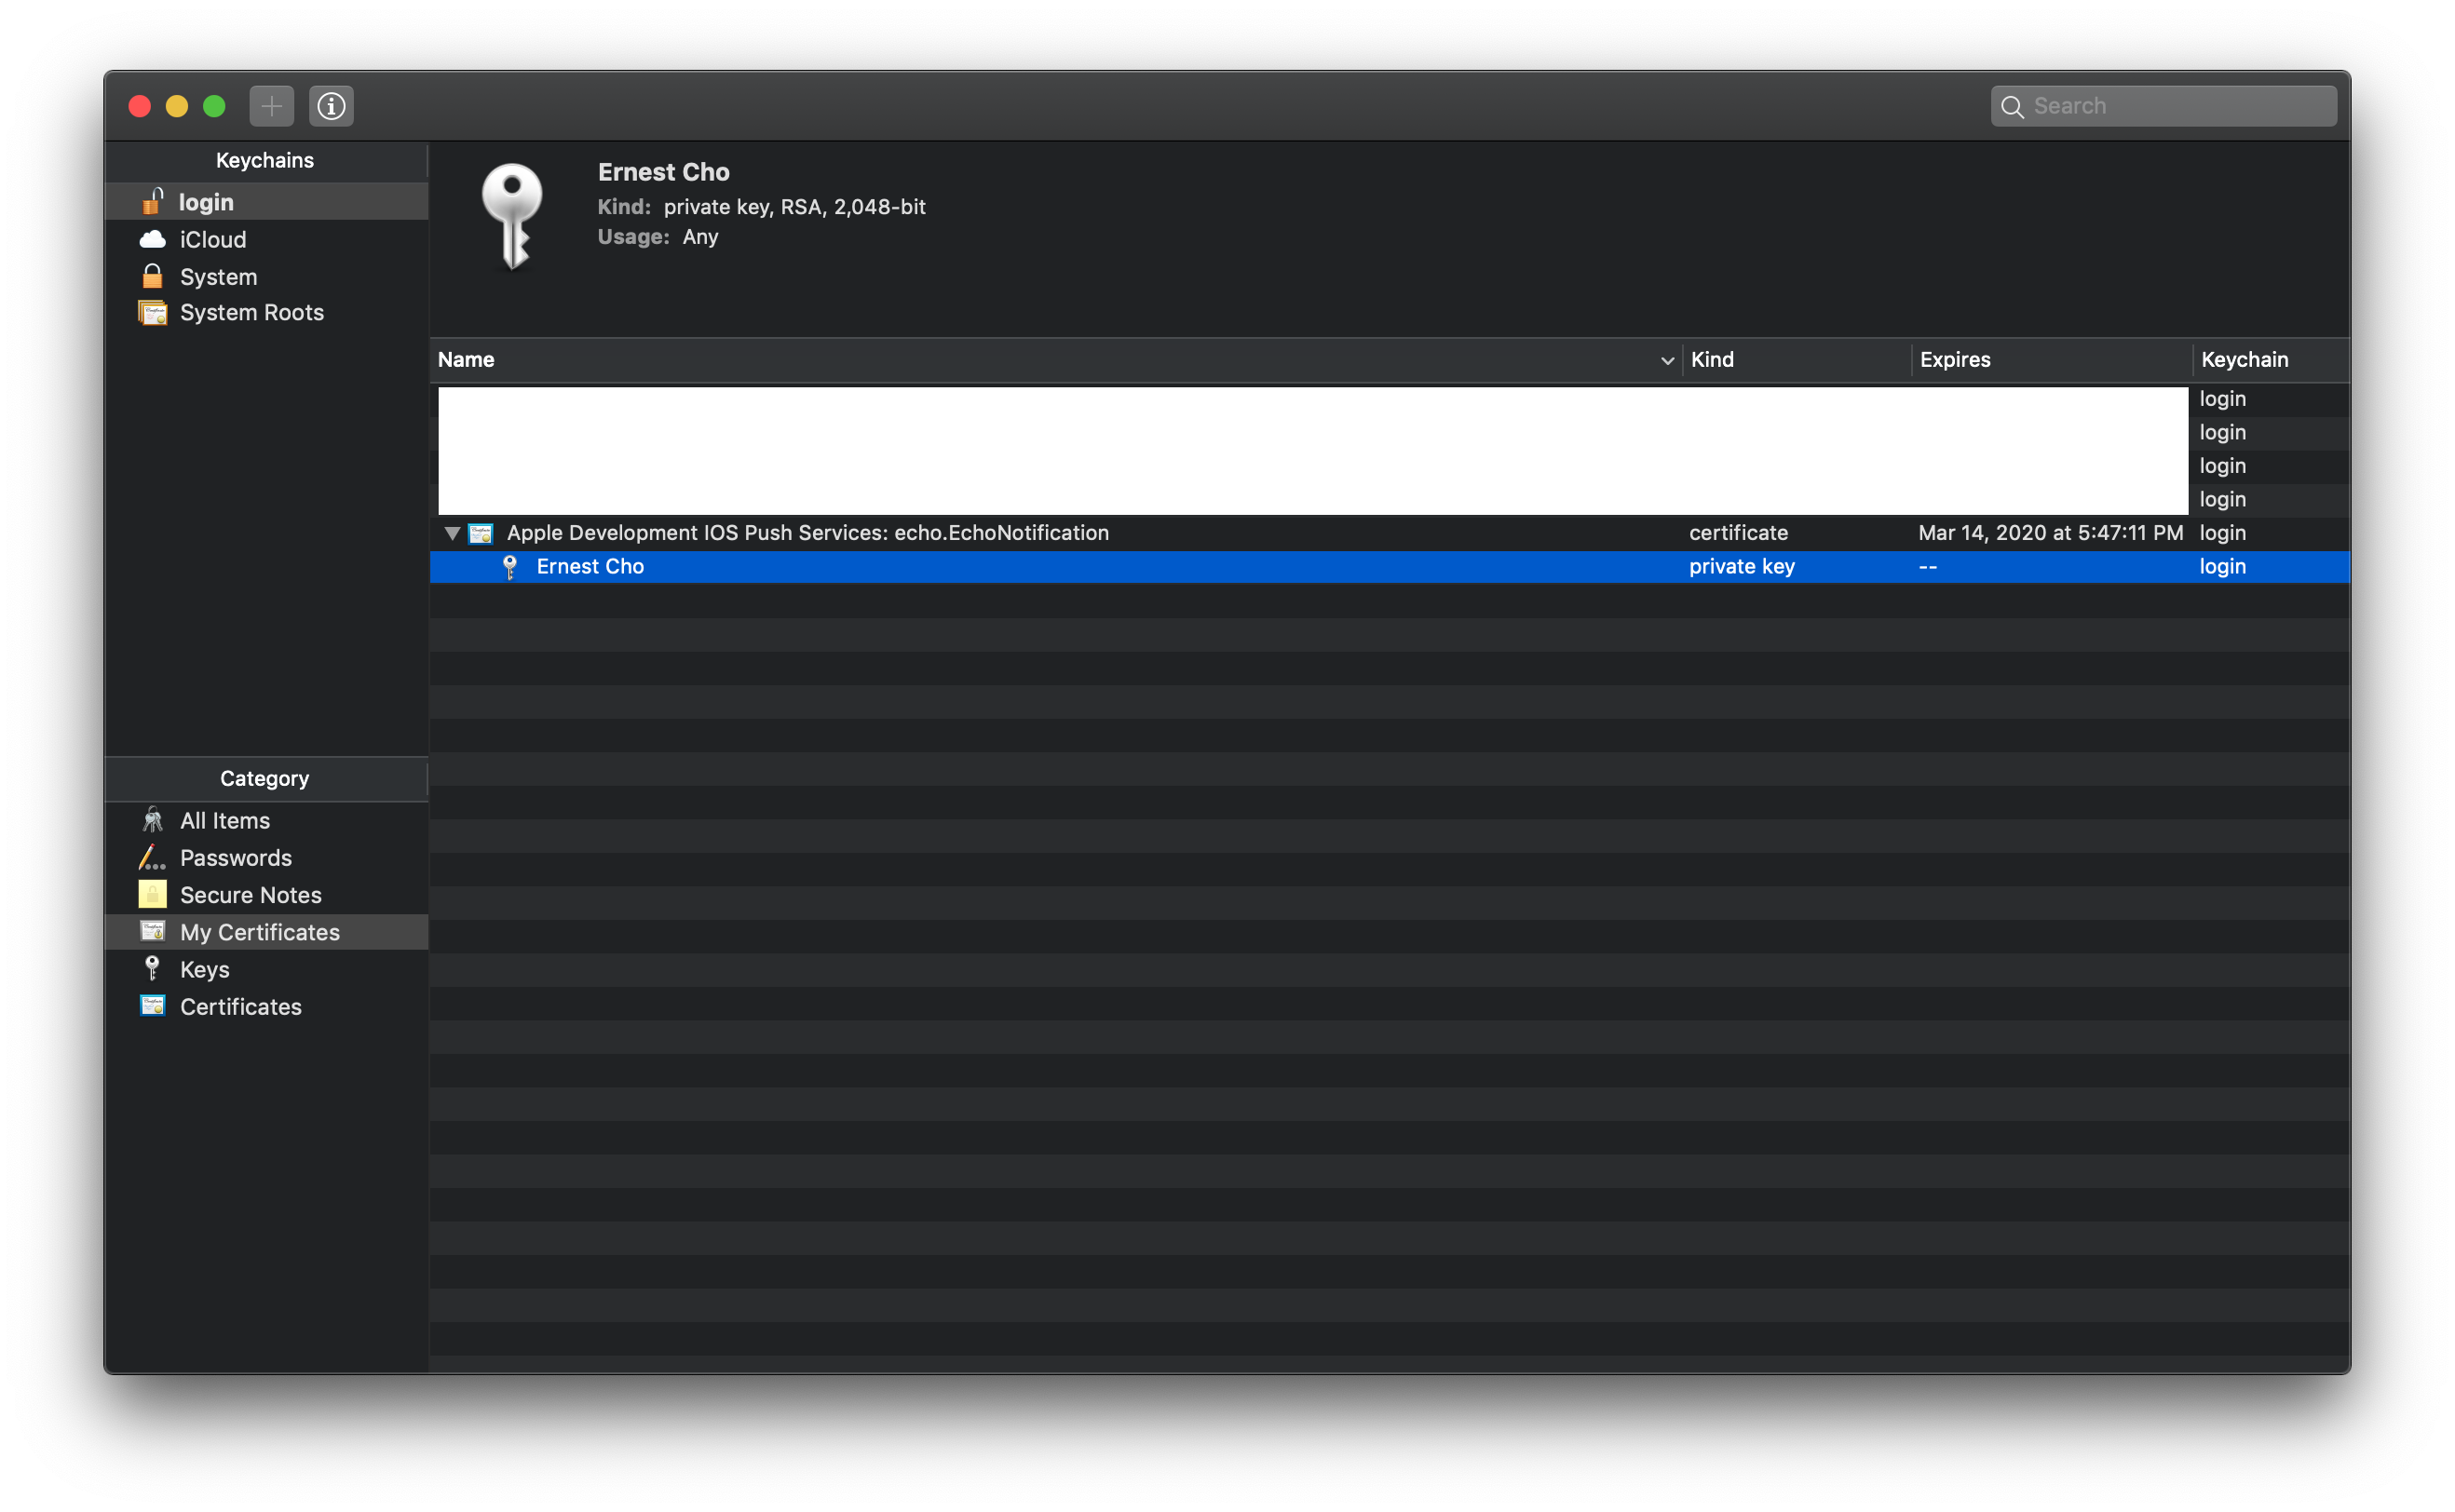 Search
Keychains
login
iCloud
System
System Roots
Ernest Cho
Kind: private key, RSA, 2,048-bit
Usage: Any
Name Kind Expires Keychain
login
login
login
login
Apple Development IOS Push Services: echo.EchoNotification certificate Mar 14, 2020 at 5:47:11 PM login
Ernest Cho private key -- login
Category
All Items
Passwords
Secure Notes
My Certificates
Keys
Certificates